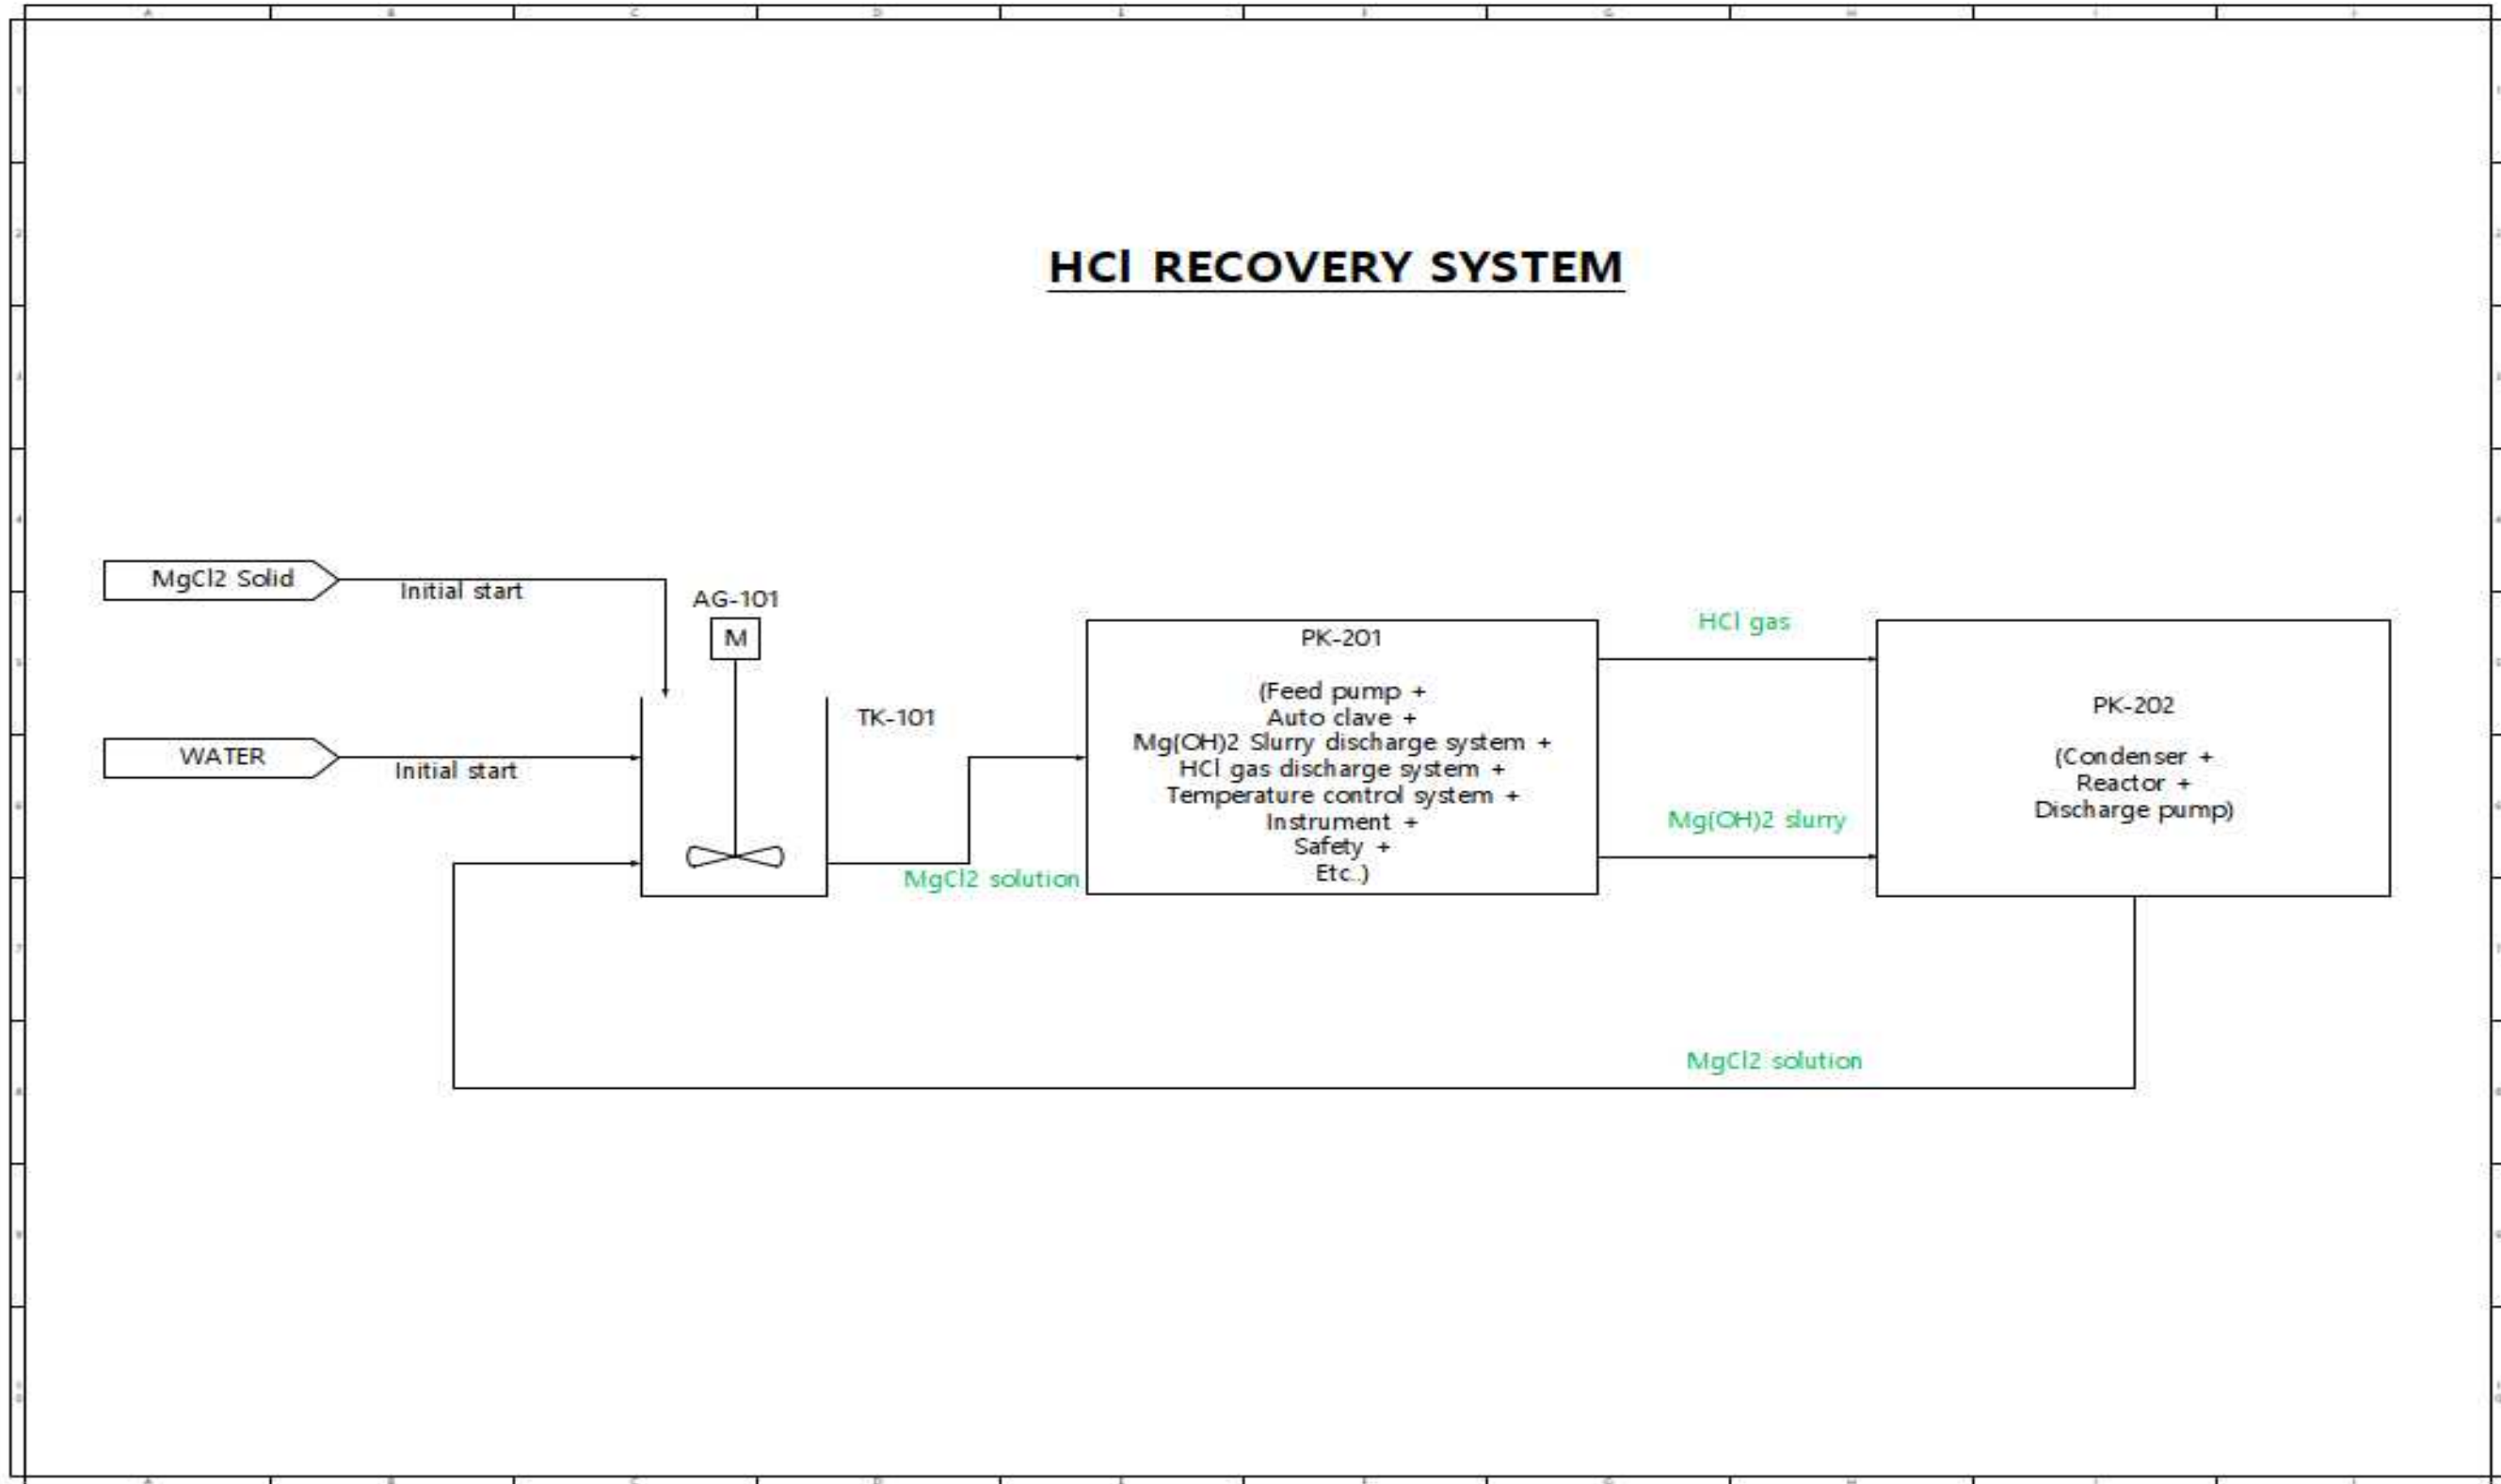 HCl RECOVERY SYSTEM
MgCl2 Solid
Initial start
AG-101
M
TK-101
WATER
Initial start
MgCl2 solution
PK-201
(Feed pump +
Auto clave +
Mg(OH)2 Slurry discharge system +
HCl gas discharge system +
Temperature control system +
Instrument +
Safety +
Etc..)
HCl gas
Mg(OH)2 slurry
PK-202
(Condenser +
Reactor +
Discharge pump)
MgCl2 solution